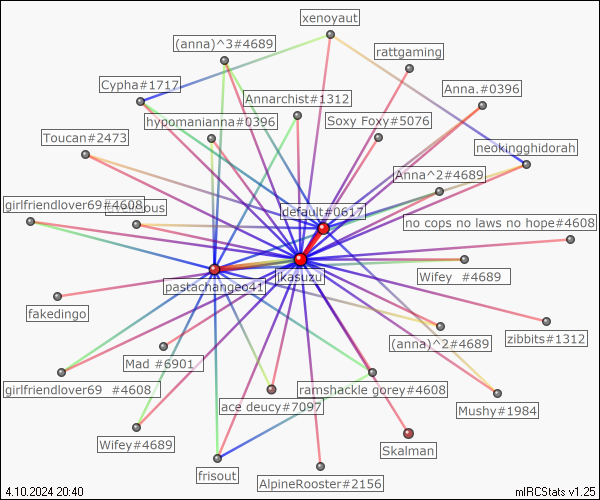 xenoyaut
(anna)^3#4689
rattgaming
Cypha#1717
Anna.#0396
Annarchist#1312
hypomanianna#0396
Soxy Foxy#5076
Toucan#2473
neokingghidorah
Anna^2#4689
girlfriendlover69#4608
default#0617
no cops no laws no hope#4608
pastachangeo41
jkasuzu
Wifey #4689
fakedingo
zibbits#1312
(anna)^2#4689
Mad #6901
girlfriendlover69 #4608
ramshackle gorey#4608
ace deucy#7097
Mushy#1984
Wifey#4689
Skalman
frisout
AlpineRooster#2156
4.10.2024 20:40
mIRCStats v1.25